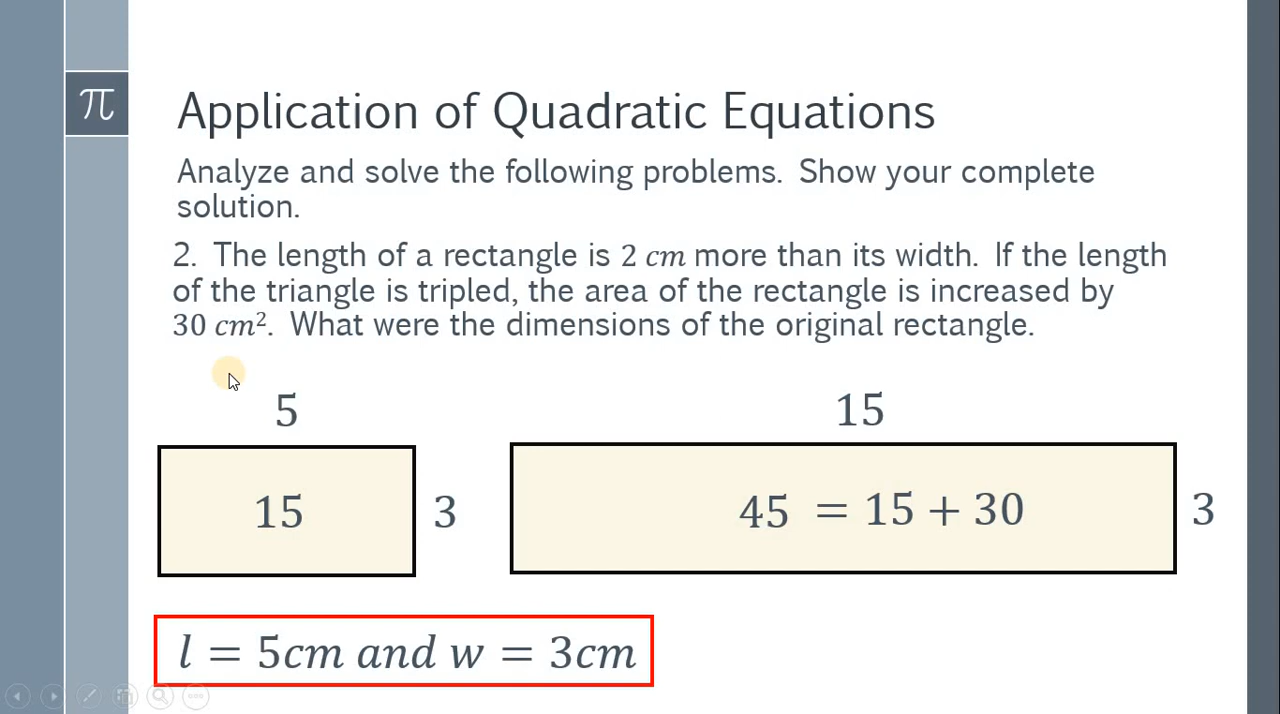 π
Application of Quadratic Equations
Analyze and solve the following problems. Show your complete
solution.
2. The length of a rectangle is 2 cm more than its width. If the length
of the triangle is tripled, the area of the rectangle is increased by
30 cm². What were the dimensions of the original rectangle.
5
15
15
3
45 = 15 + 30
3
l = 5cm and w = 3cm